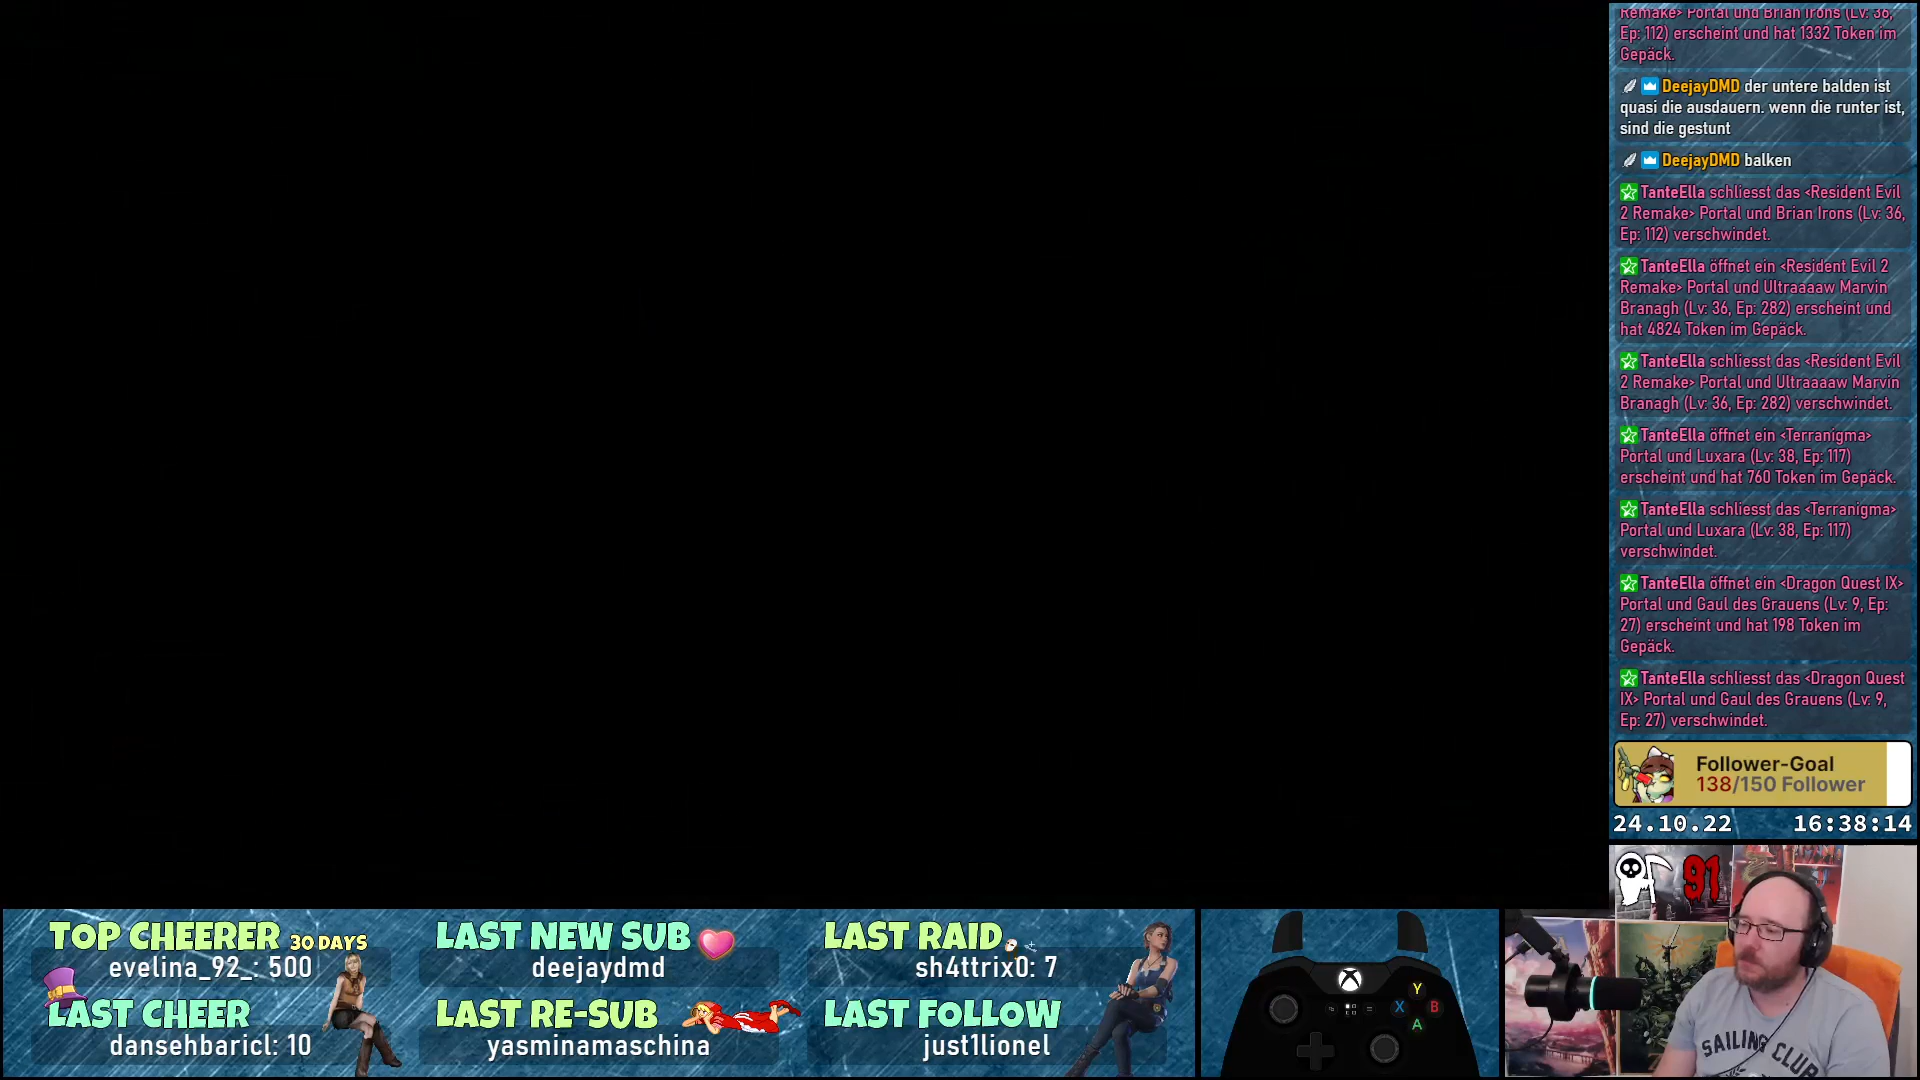 Remake> Portal und Brian Irons (Lv: 36,
Ep: 112) erscheint und hat 1332 Token im
Gepäck.
DeejayDMD der untere balden ist
quasi die ausdauern. wenn die runter ist,
sind die gestunt
DeejayDMD balken
TanteElla schliesst das <Resident Evil
2 Remake> Portal und Brian Irons (Lv: 36,
Ep: 112) verschwindet.
TanteElla öffnet ein <Resident Evil 2
Remake> Portal und Ultraaaaw Marvin
Branagh (Lv: 36, Ep: 282) erscheint und
hat 4824 Token im Gepäck.
TanteElla schliesst das <Resident Evil
2 Remake> Portal und Ultraaaaw Marvin
Branagh (Lv: 36, Ep: 282) verschwindet.
TanteElla öffnet ein <Terranigma>
Portal und Luxara (Lv: 38, Ep: 117)
erscheint und hat 760 Token im Gepäck.
TanteElla schliesst das <Terranigma>
Portal und Luxara (Lv: 38, Ep: 117)
verschwindet.
TanteElla öffnet ein <Dragon Quest IX>
Portal und Gaul des Grauens (Lv: 9, Ep:
27) erscheint und hat 198 Token im
Gepäck.
TanteElla schliesst das <Dragon Quest
IX> Portal und Gaul des Grauens (Lv: 9,
Ep: 27) verschwindet.
Follower-Goal
138/150 Follower
24.10.22 16:38:14
91
TOP CHEERER 30 DAYS
evelina_92_: 500
LAST CHEER
dansehbaricl: 10
LAST NEW SUB
deejaydmd
LAST RE-SUB
yasminamaschina
LAST RAID
sh4ttrix0: 7
LAST FOLLOW
just1lionel
Y
X B
A
SAILING CLUB